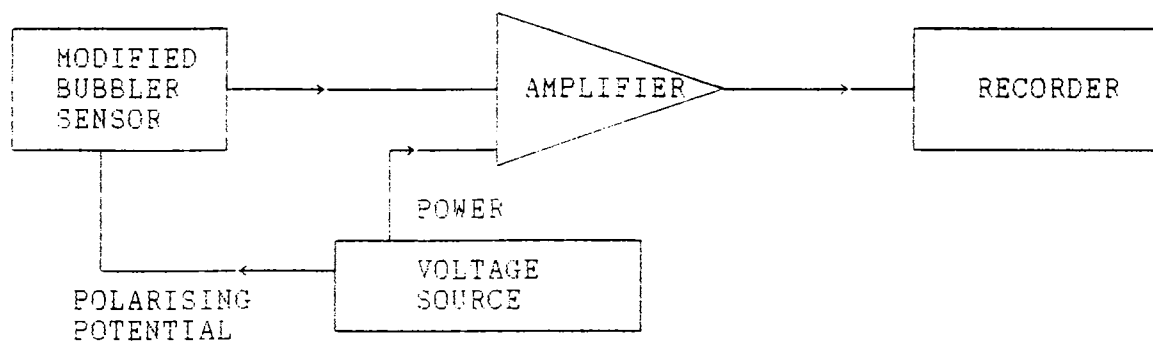 MODIFIED
BUBBLER
SENSOR
AMPLIFIER
RECORDER
POWER
VOLTAGE
SOURCE
POLARISING
POTENTIAL